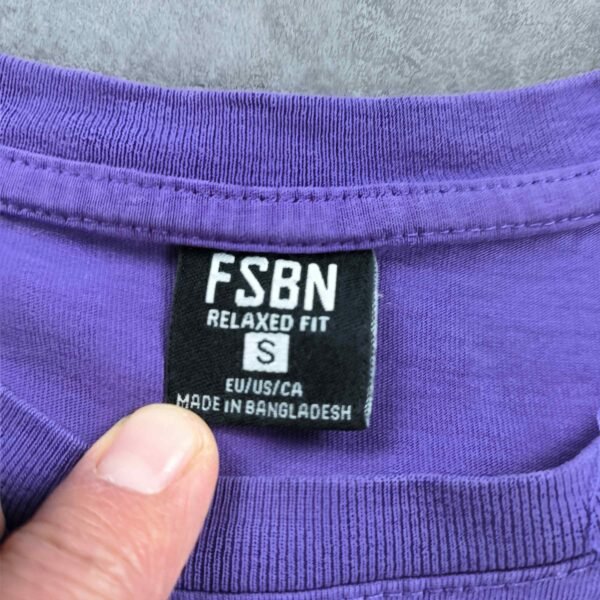 FSBN
RELAXED FIT
S
EU/US/CA
MADE IN BANGLADESH